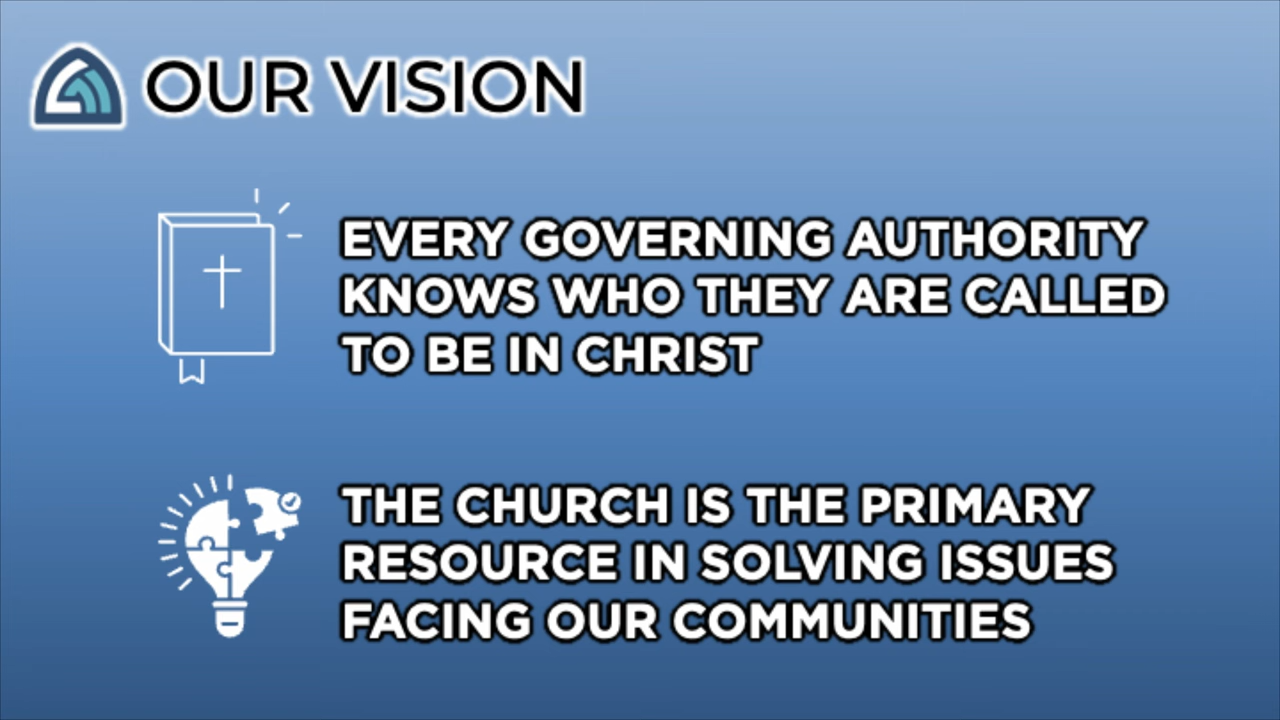 OUR VISION
EVERY GOVERNING AUTHORITY
KNOWS WHO THEY ARE CALLED
TO BE IN CHRIST
THE CHURCH IS THE PRIMARY
RESOURCE IN SOLVING ISSUES
FACING OUR COMMUNITIES